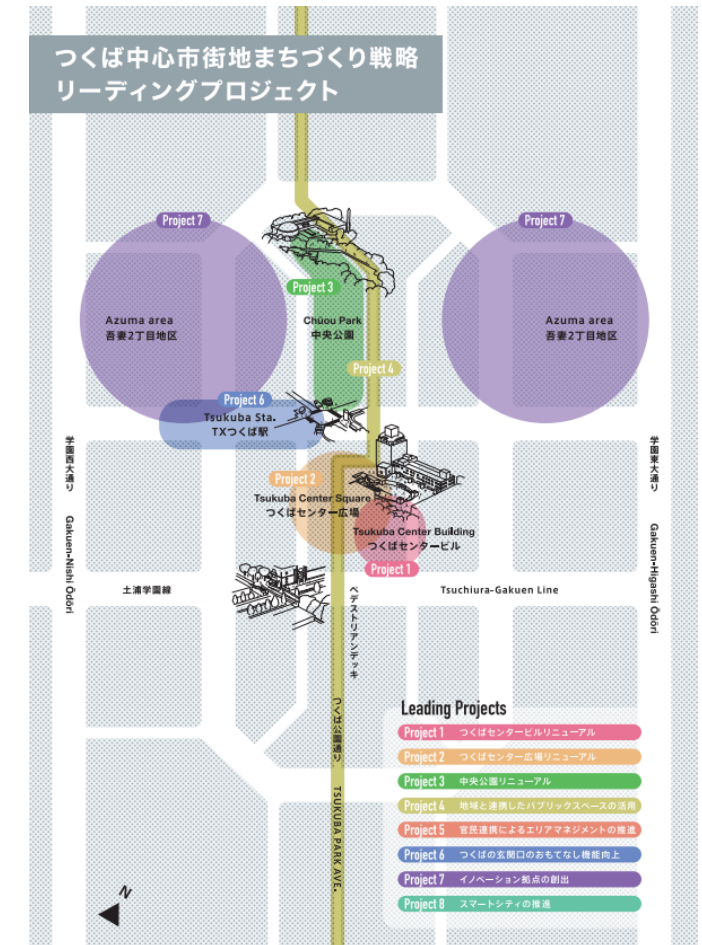 つくば中心市街地まちづくり戦略
リーディングプロジェクト
Project 7
Project 7
Project 3
Azuma area
吾妻2丁目地区
Chūou Park
中央公園
Azuma area
吾妻2丁目地区
Project 4
Project 6
Tsukuba Sta.
TXつくば駅
学園西大通り Gakuen-Nishi Ōdōri
学園東大通り Gakuen-Higashi Ōdōri
Project 2
Tsukuba Center Square
つくばセンター広場
Tsukuba Center Building
つくばセンタービル
Project 1
土浦学園線
Tsuchiura-Gakuen Line
ペデストリアンデッキ
つくば公園通り TSUKUBA PARK AVE.
Leading Projects
Project 1 つくばセンタービルリニューアル
Project 2 つくばセンター広場リニューアル
Project 3 中央公園リニューアル
Project 4 地域と連携したパブリックスペースの活用
Project 5 官民連携によるエリアマネジメントの推進
Project 6 つくばの玄関口のおもてなし機能向上
Project 7 イノベーション拠点の創出
Project 8 スマートシティの推進
N